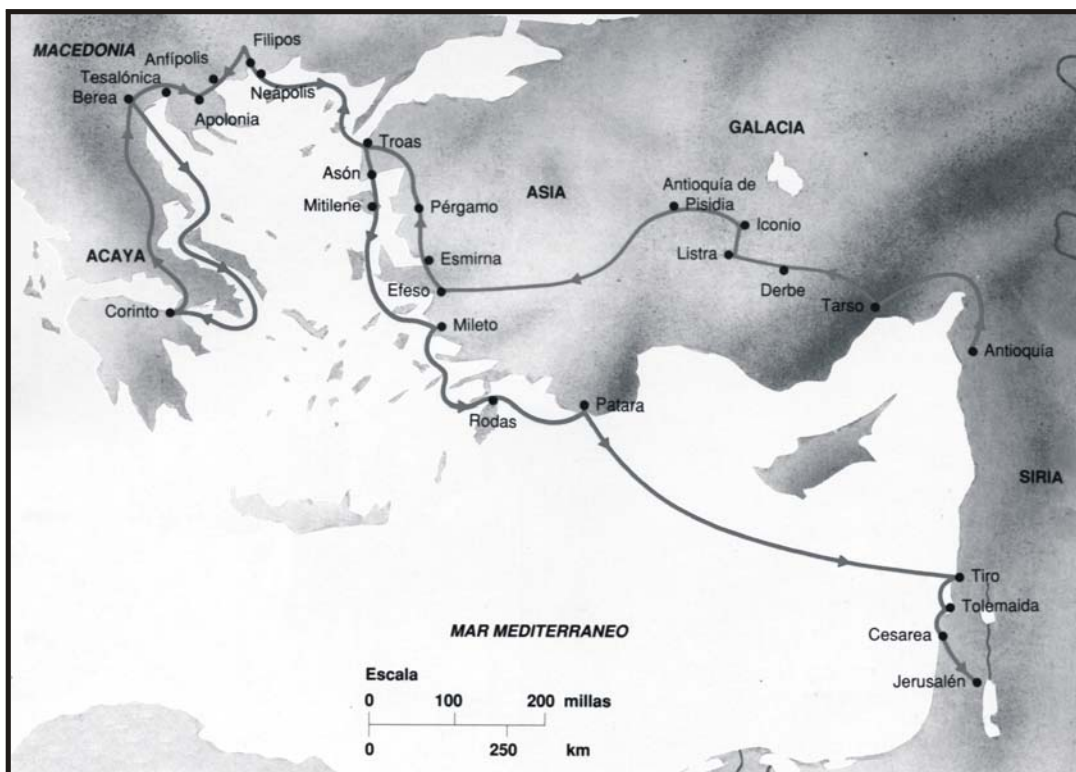 MACEDONIA
Filipos
Anfípolis
Tesalónica
Berea
Neápolis
Apolonia
Troas
Asón
Mitilene
ASIA
Pérgamo
GALACIA
Antioquía de
Pisidia
Iconio
Listra
Derbe
Tarso
Antioquía
ACAYA
Esmirna
Efeso
Corinto
Mileto
Rodas
Patara
SIRIA
Tiro
Tolemaida
Cesarea
Jerusalén
MAR MEDITERRANEO
Escala
0 100 200 millas
0 250 km